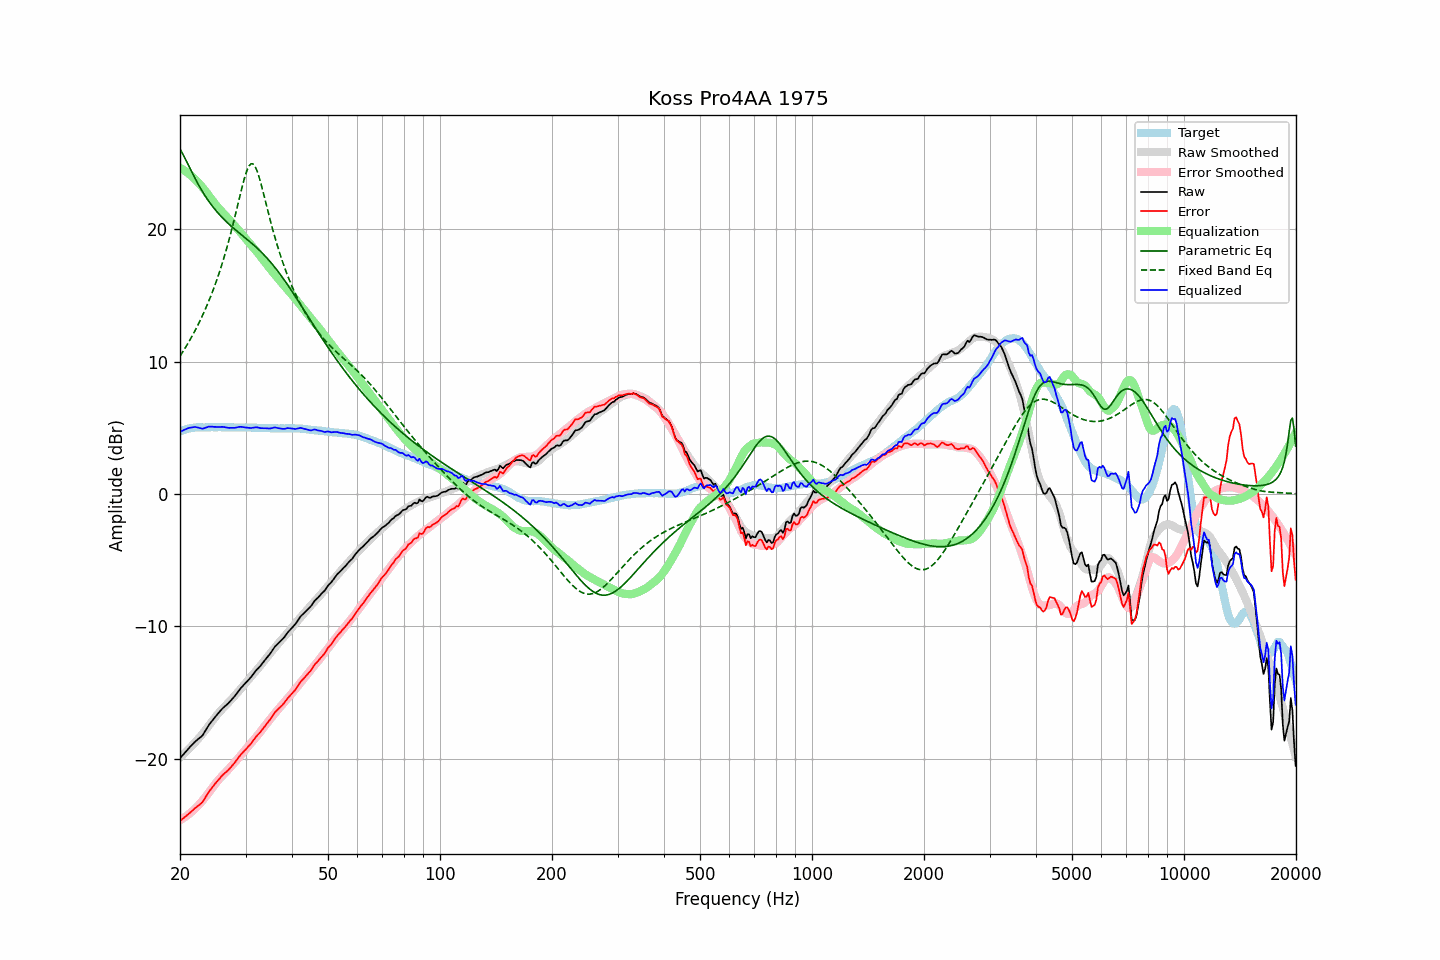 Koss Pro4AA 1975
Target
Raw Smoothed
Error Smoothed
Raw
Error
Equalization
Parametric Eq
Fixed Band Eq
Equalized
Amplitude (dBr)
20
10
0
−10
−20
20
50
100
200
500
1000
2000
5000
10000
20000
Frequency (Hz)